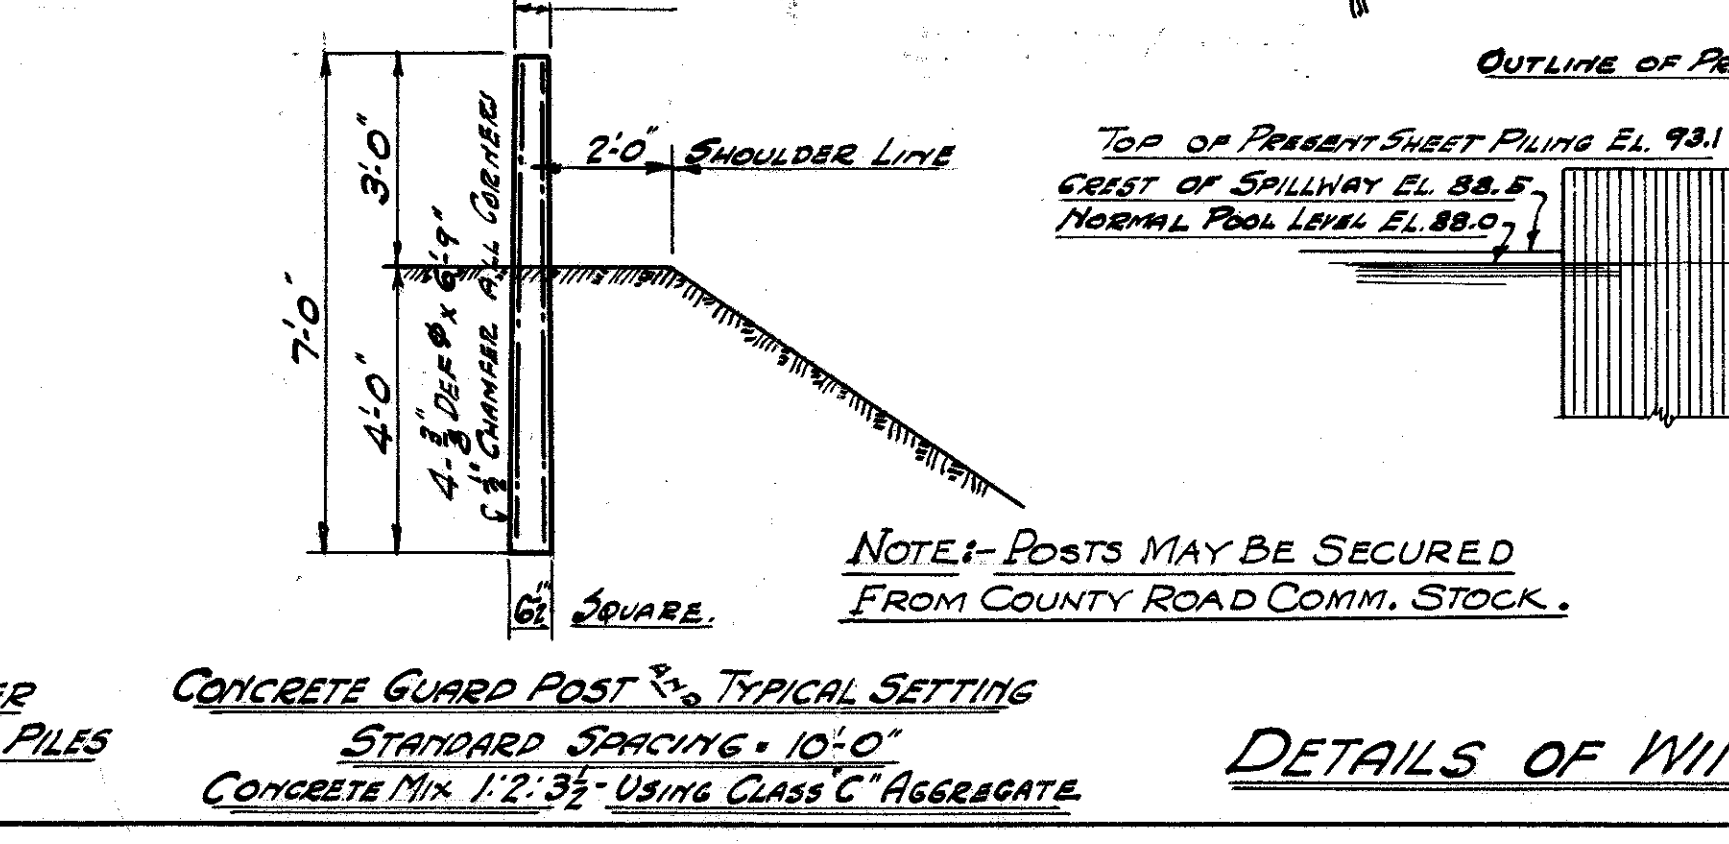 OUTLINE OF PR
TOP OF PRESENT SHEET PILING EL. 93.1
CREST OF SPILLWAY EL. 88.5
NORMAL POOL LEVEL EL. 88.0
2'-0" SHOULDER LINE
3'-0"
7'-0"
4'-0"
4-3/8" DEF φ x 6'-9"
1/2" CHAMFER ALL CORNERS
6 1/2" SQUARE.
NOTE:- POSTS MAY BE SECURED
FROM COUNTY ROAD COMM. STOCK.
ER
PILES
CONCRETE GUARD POST AND TYPICAL SETTING
STANDARD SPACING = 10'-0"
CONCRETE MIX 1:2:3 1/2 - USING CLASS "C" AGGREGATE
DETAILS OF WI